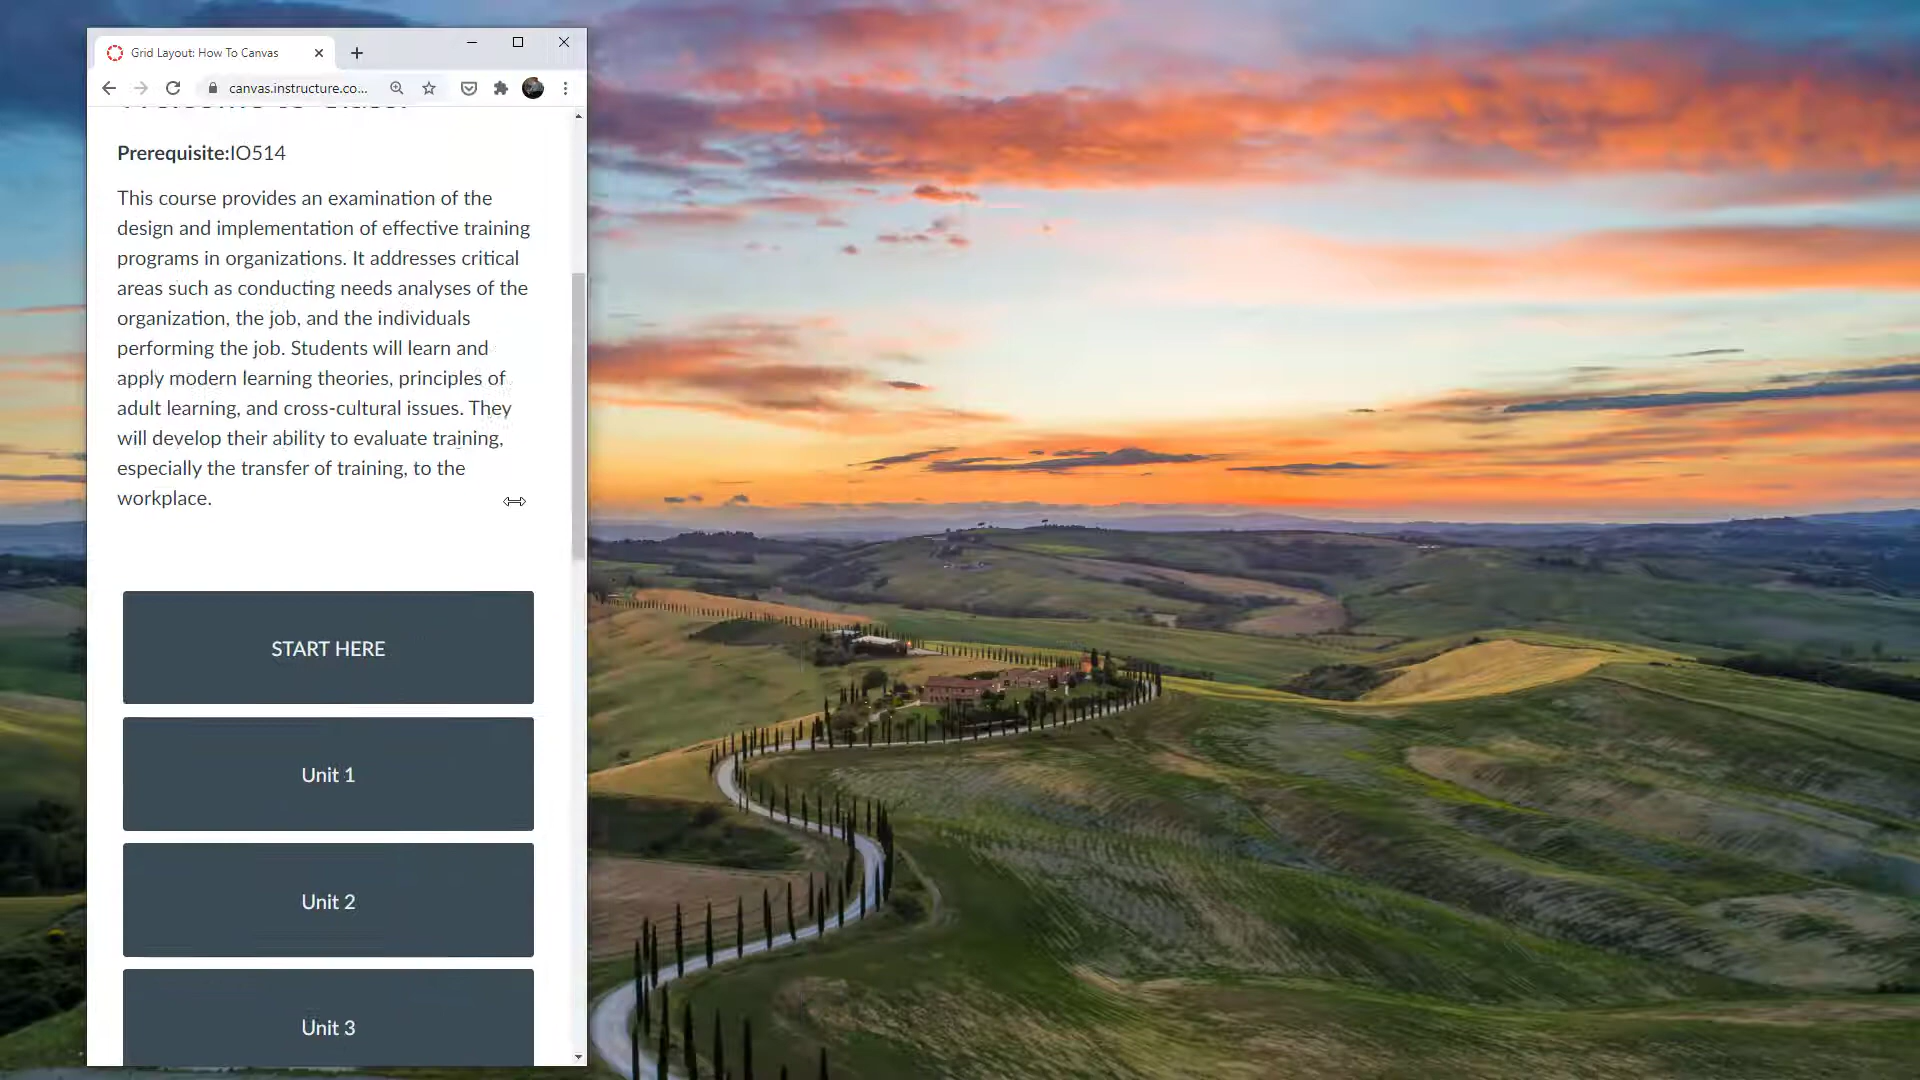 Grid Layout: How To Canvas
canvas.instructure.co...
Prerequisite:IO514
This course provides an examination of the
design and implementation of effective training
programs in organizations. It addresses critical
areas such as conducting needs analyses of the
organization, the job, and the individuals
performing the job. Students will learn and
apply modern learning theories, principles of
adult learning, and cross-cultural issues. They
will develop their ability to evaluate training,
especially the transfer of training, to the
workplace.
START HERE
Unit 1
Unit 2
Unit 3